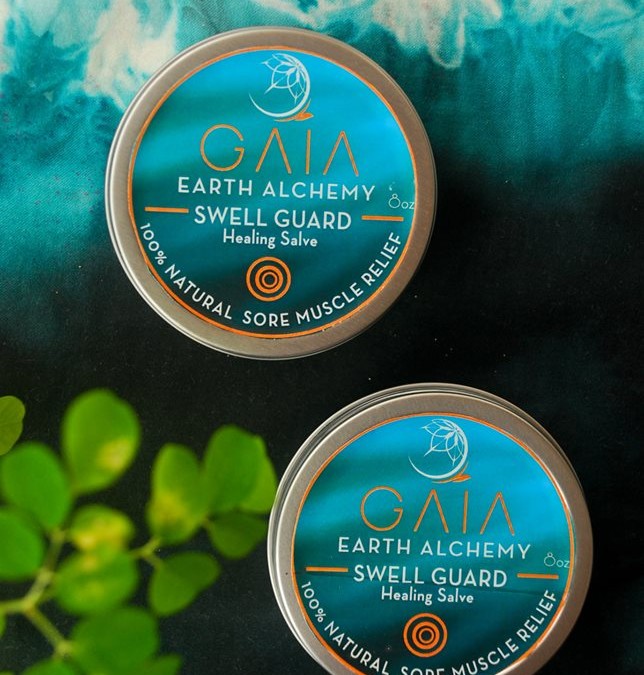 GAIA
EARTH ALCHEMY
8oz
SWELL GUARD
Healing Salve
100% NATURAL SORE MUSCLE RELIEF
GAIA
EARTH ALCHEMY
8oz
SWELL GUARD
Healing Salve
100% NATURAL SORE MUSCLE RELIEF